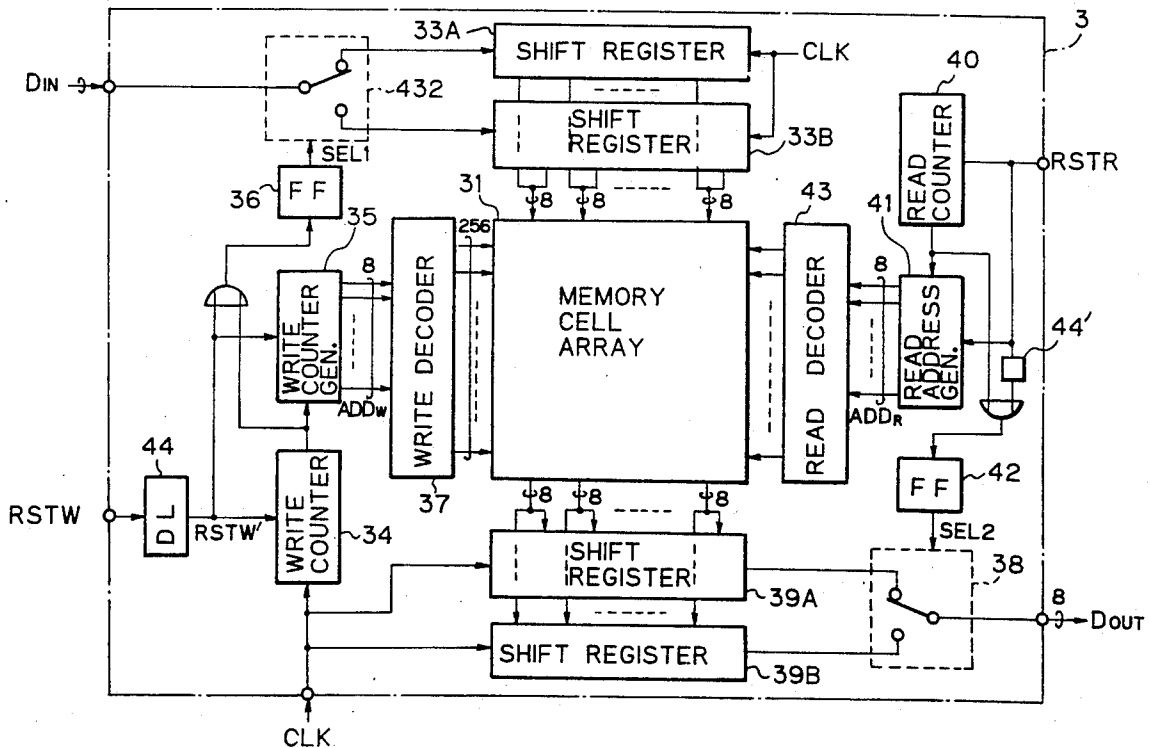 33A
SHIFT REGISTER
CLK
3
40
DIN
432
SHIFT
REGISTER
33B
READ COUNTER
RSTR
SEL1
36
FF
31
8
8
8
43
41
35
256
8
8
WRITE
COUNTER
GEN.
WRITE DECODER
MEMORY
CELL
ARRAY
READ DECODER
READ
ADDRESS
GEN.
44'
ADDW
ADDR
44
DL
RSTW
RSTW'
WRITE
COUNTER
34
37
8
8
8
FF
42
SEL2
SHIFT
REGISTER
39A
38
8
DOUT
SHIFT REGISTER
39B
CLK